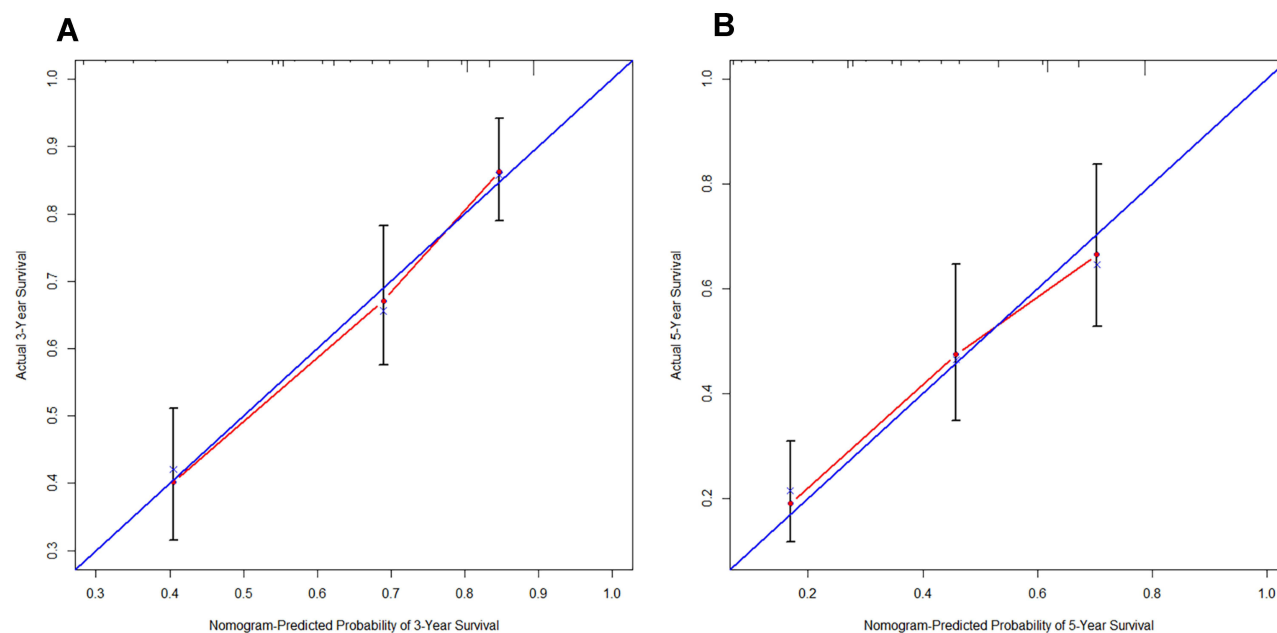 A
B
1.0
0.9
0.8
0.7
0.6
0.5
0.4
0.3
Actual 3-Year Survival
0.3 0.4 0.5 0.6 0.7 0.8 0.9 1.0
Nomogram-Predicted Probability of 3-Year Survival
1.0
0.8
0.6
0.4
0.2
Actual 5-Year Survival
0.2 0.4 0.6 0.8 1.0
Nomogram-Predicted Probability of 5-Year Survival